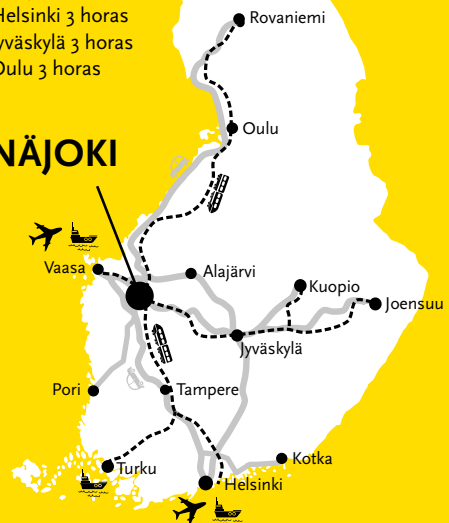 Helsinki 3 horas
yväskylä 3 horas
Oulu 3 horas
Rovaniemi
Oulu
NÄJOKI
Vaasa
Alajärvi
Kuopio
Joensuu
Jyväskylä
Pori
Tampere
Kotka
Turku
Helsinki